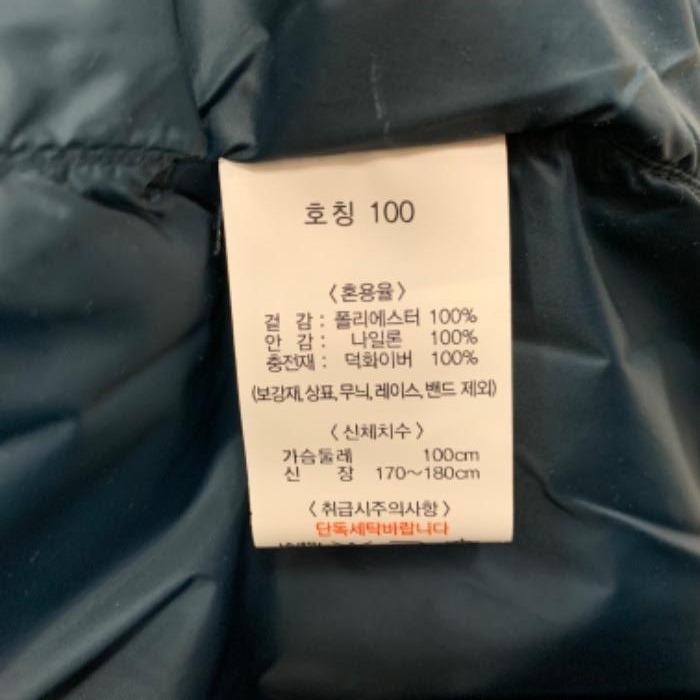 호칭 100
〈 혼용율 〉
겉 감 : 폴리에스터 100%
안 감 : 나일론 100%
충전재 : 덕화이버 100%
(보강재,상표,무늬,레이스,밴드 제외)
〈 신체치수 〉
가슴둘레 100cm
신 장 170~180cm
〈 취급시주의사항 〉
단독세탁바랍니다